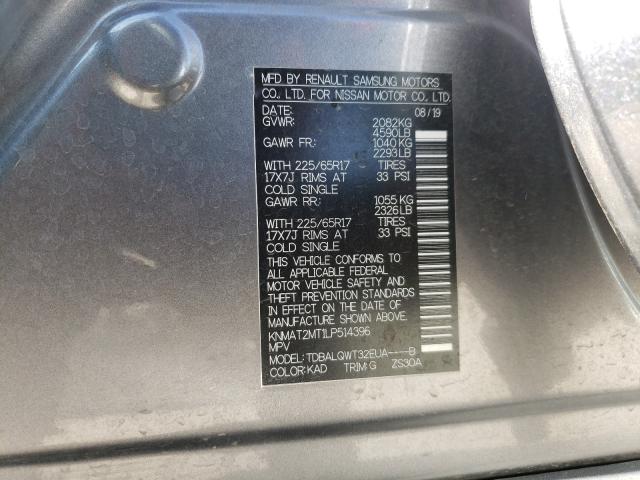 MFD BY RENAULT SAMSUNG MOTORS
CO., LTD. FOR NISSAN MOTOR CO., LTD.
DATE: 08/19
GVWR: 2082KG
4590LB
GAWR FR: 1040KG
2293LB
WITH 225/65R17 TIRES
17X7J RIMS AT 33 PSI
COLD SINGLE
GAWR RR: 1055KG
2326LB
WITH 225/65R17 TIRES
17X7J RIMS AT 33 PSI
COLD SINGLE
THIS VEHICLE CONFORMS TO
ALL APPLICABLE FEDERAL
MOTOR VEHICLE SAFETY AND
THEFT PREVENTION STANDARDS
IN EFFECT ON THE DATE OF
MANUFACTURE SHOWN ABOVE.
KNMAT2MT1LP514396
MPV
MODEL: TDBALQWT32EUA----B
COLOR: KAD TRIM: G ZS30A